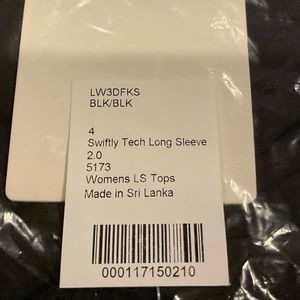 LW3DFKS
BLK/BLK
4
Swiftly Tech Long Sleeve
2.0
5173
Womens LS Tops
Made in Sri Lanka
000117150210